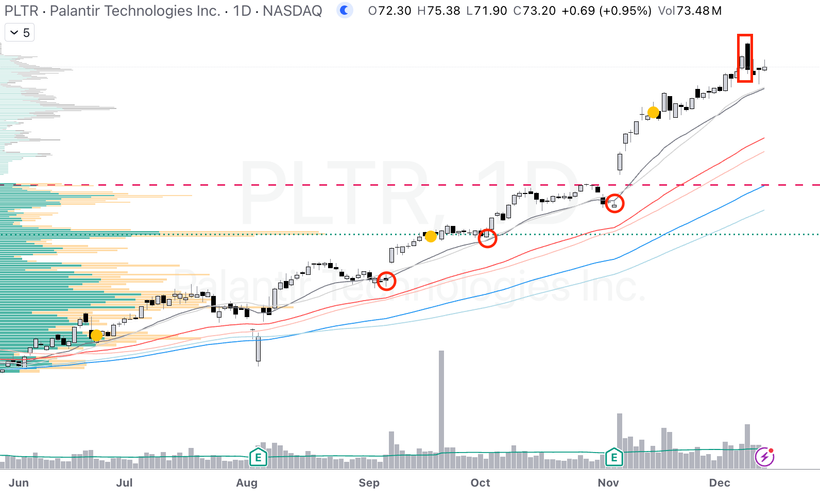 PLTR · Palantir Technologies Inc. · 1D · NASDAQ O72.30 H75.38 L71.90 C73.20 +0.69 (+0.95%) Vol73.48M
5
PLTR, 1D
Palantir Technologies Inc.
E E
Jun Jul Aug Sep Oct Nov Dec